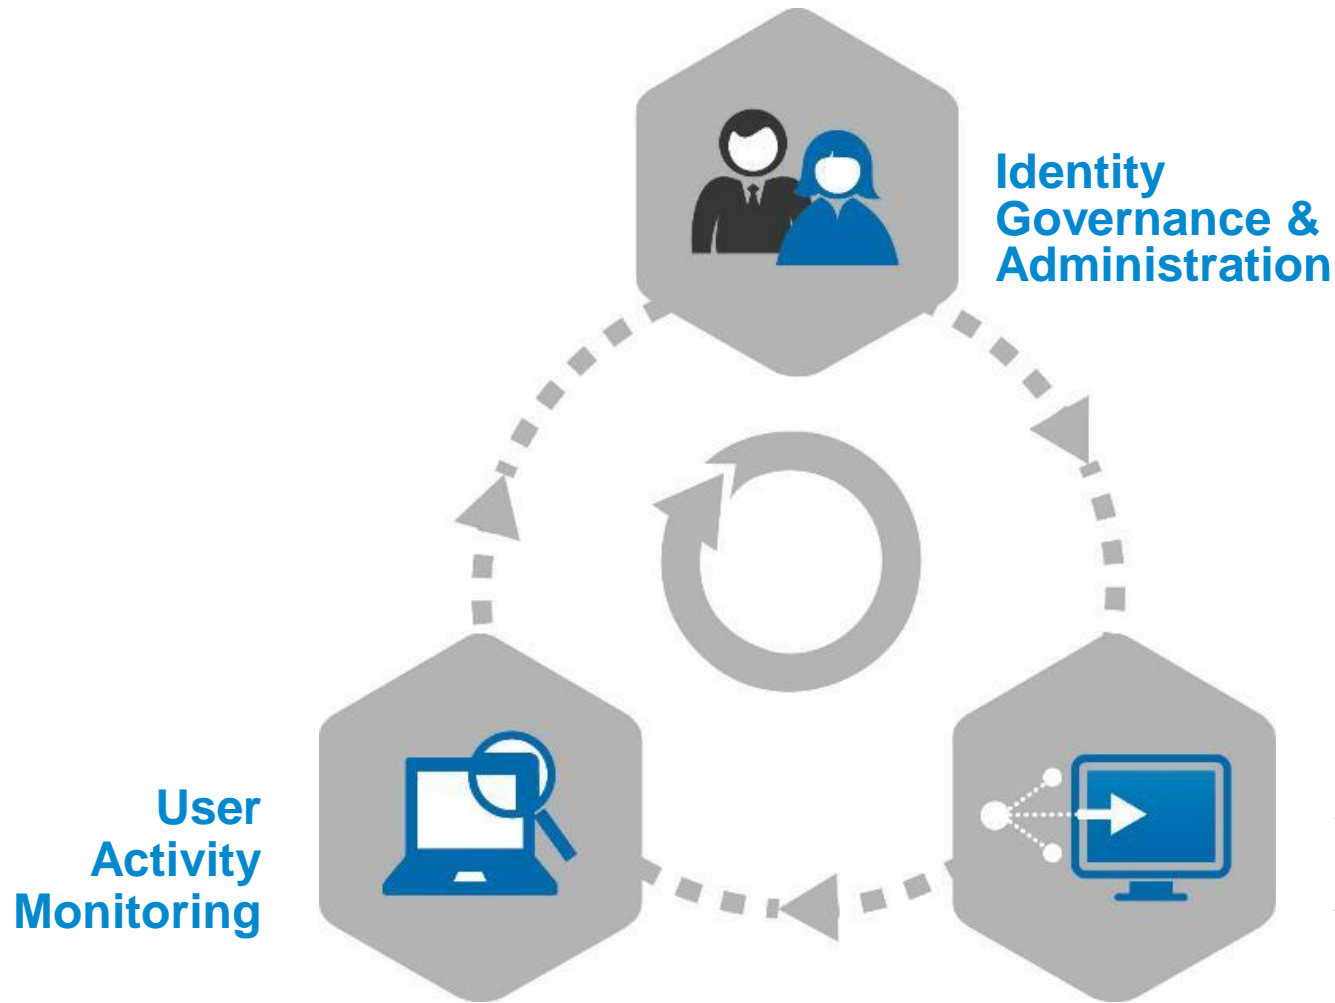 Identity
Governance &
Administration
User
Activity
Monitoring